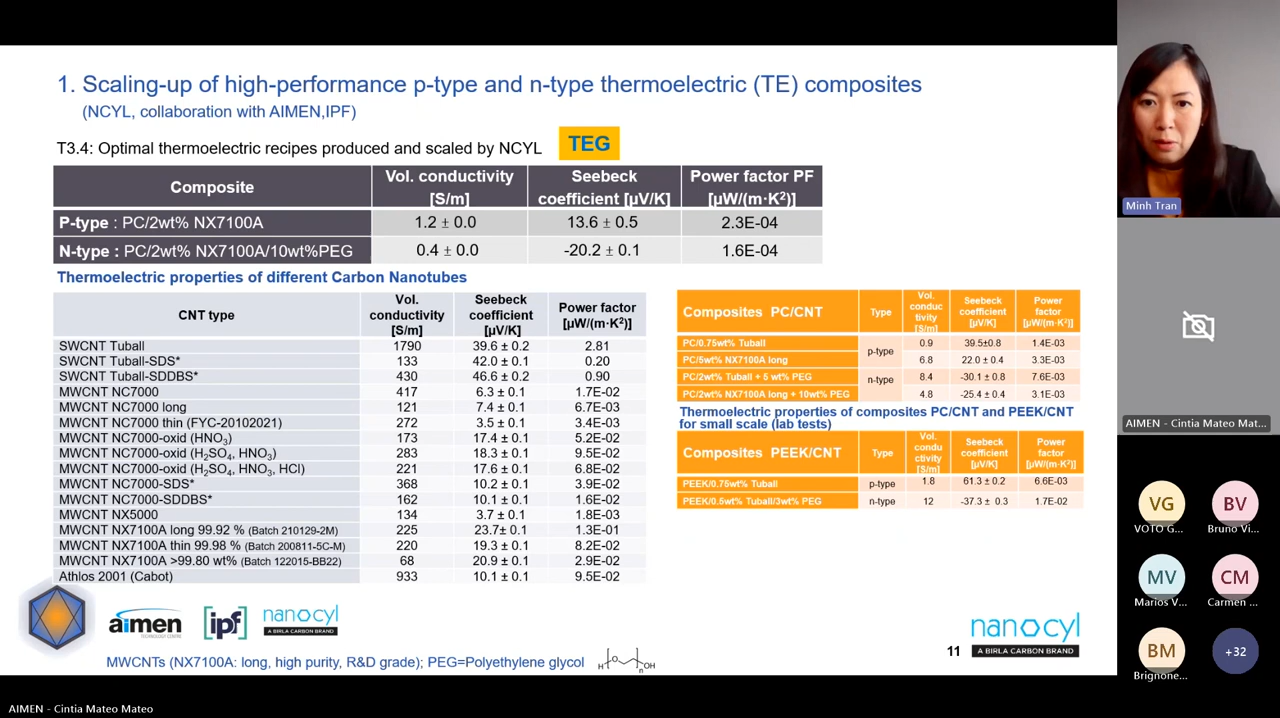 1. Scaling-up of high-performance p-type and n-type thermoelectric (TE) composites
(NCYL, collaboration with AIMEN,IPF)
T3.4: Optimal thermoelectric recipes produced and scaled by NCYL
TEG
Composite Vol. conductivity [S/m] Seebeck coefficient [µV/K] Power factor PF [µW/(m·K²)]
P-type : PC/2wt% NX7100A 1.2 ± 0.0 13.6 ± 0.5 2.3E-04
N-type : PC/2wt% NX7100A/10wt%PEG 0.4 ± 0.0 -20.2 ± 0.1 1.6E-04
Thermoelectric properties of different Carbon Nanotubes
CNT type Vol. conductivity [S/m] Seebeck coefficient [µV/K] Power factor [µW/(m·K²)]
SWCNT Tuball 1790 39.6 ± 0.2 2.81
SWCNT Tuball-SDS* 133 42.0 ± 0.1 0.20
SWCNT Tuball-SDDBS* 430 46.6 ± 0.2 0.90
MWCNT NC7000 417 6.3 ± 0.1 1.7E-02
MWCNT NC7000 long 121 7.4 ± 0.1 6.7E-03
MWCNT NC7000 thin (FYC-20102021) 272 3.5 ± 0.1 3.4E-03
MWCNT NC7000-oxid (HNO₃) 173 17.4 ± 0.1 5.2E-02
MWCNT NC7000-oxid (H₂SO₄, HNO₃) 283 18.3 ± 0.1 9.5E-02
MWCNT NC7000-oxid (H₂SO₄, HNO₃, HCl) 221 17.6 ± 0.1 6.8E-02
MWCNT NC7000-SDS* 368 10.2 ± 0.1 3.9E-02
MWCNT NC7000-SDDBS* 162 10.1 ± 0.1 1.6E-02
MWCNT NX5000 134 3.7 ± 0.1 1.8E-03
MWCNT NX7100A long 99.92 % (Batch 210129-2M) 225 23.7± 0.1 1.3E-01
MWCNT NX7100A thin 99.98 % (Batch 200811-5C-M) 220 19.3 ± 0.1 8.2E-02
MWCNT NX7100A >99.80 wt% (Batch 122015-BB22) 68 20.9 ± 0.1 2.9E-02
Athlos 2001 (Cabot) 933 10.1 ± 0.1 9.5E-02
Composites PC/CNT Type Vol. conduc tivity [S/m] Seebeck coefficient [µV/K] Power factor [µW/(m·K²)]
PC/0.75wt% Tuball p-type 0.9 39.5±0.8 1.4E-03
PC/5wt% NX7100A long 6.8 22.0 ± 0.4 3.3E-03
PC/2wt% Tuball + 5 wt% PEG n-type 8.4 -30.1 ± 0.8 7.6E-03
PC/2wt% NX7100A long + 10wt% PEG 4.8 -25.4 ± 0.4 3.1E-03
Thermoelectric properties of composites PC/CNT and PEEK/CNT
for small scale (lab tests)
Composites PEEK/CNT Type Vol. condu ctivity [S/m] Seebeck coefficient [µV/K] Power factor [µW/(m·K²)]
PEEK/0.75wt% Tuball p-type 1.8 61.3 ± 0.2 6.6E-03
PEEK/0.5wt% Tuball/3wt% PEG n-type 12 -37.3 ± 0.3 1.7E-02
aimen
TECHNOLOGY CENTRE
[ipf]
nanocyl
A BIRLA CARBON BRAND
nanocyl
A BIRLA CARBON BRAND
11
MWCNTs (NX7100A: long, high purity, R&D grade); PEG=Polyethylene glycol
H O OH n
Minh Tran
AIMEN - Cintia Mateo Mat...
VG
VOTO G...
BV
Bruno Vi...
MV
Marios V...
CM
Carmen ...
BM
Brignone...
+32
AIMEN - Cintia Mateo Mateo